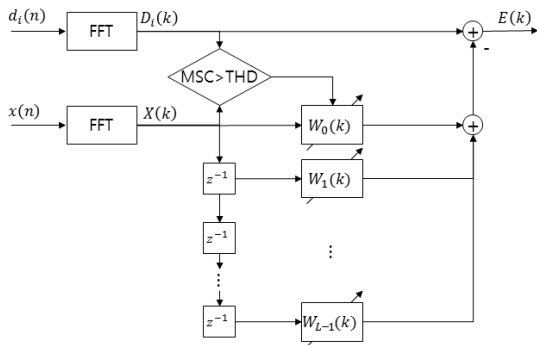 d_i(n) FFT D_i(k) + E(k)
-
MSC>THD
x(n) FFT X(k) W_0(k) +
z^{-1} W_1(k)
z^{-1}
⋮
⋮
z^{-1} W_{L-1}(k)